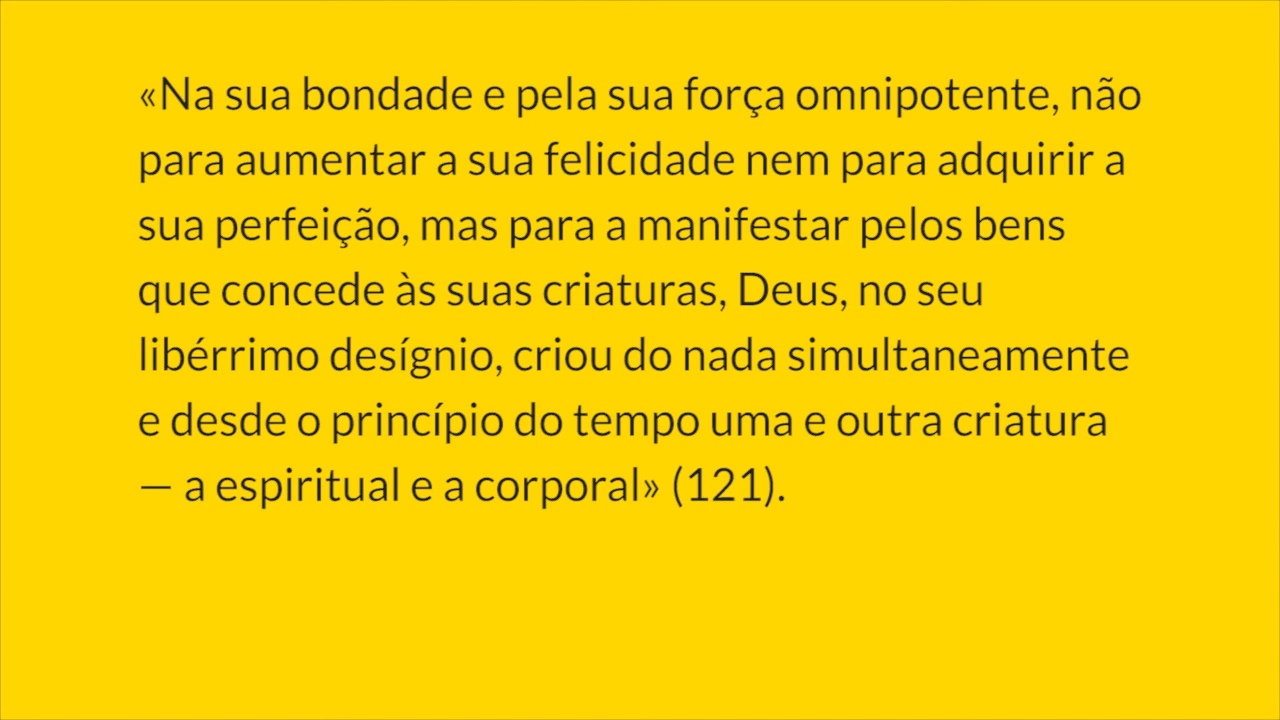 «Na sua bondade e pela sua força omnipotente, não
para aumentar a sua felicidade nem para adquirir a
sua perfeição, mas para a manifestar pelos bens
que concede às suas criaturas, Deus, no seu
libérrimo desígnio, criou do nada simultaneamente
e desde o princípio do tempo uma e outra criatura
— a espiritual e a corporal» (121).